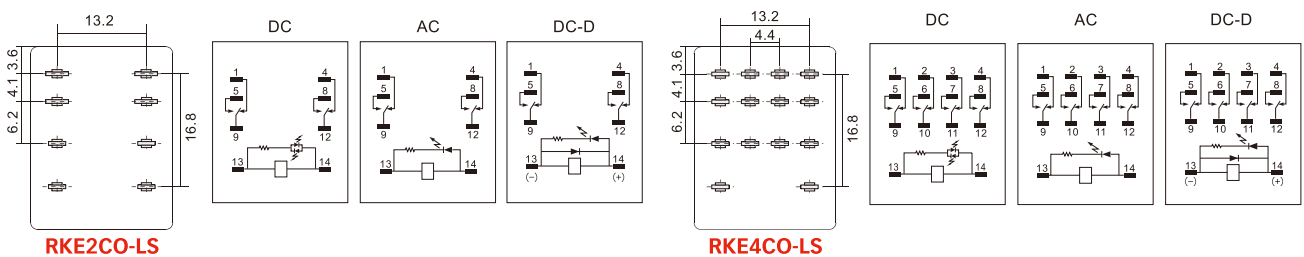 13.2
3.6
4.1
6.2
16.8
RKE2CO-LS
DC
1 4
5 8
9 12
13 14
AC
1 4
5 8
9 12
13 14
DC-D
1 4
5 8
9 12
13 14
(–) (+)
13.2
4.4
3.6
4.1
6.2
16.8
RKE4CO-LS
DC
1 2 3 4
5 6 7 8
9 10 11 12
13 14
AC
1 2 3 4
5 6 7 8
9 10 11 12
13 14
DC-D
1 2 3 4
5 6 7 8
9 10 11 12
13 14
(–) (+)